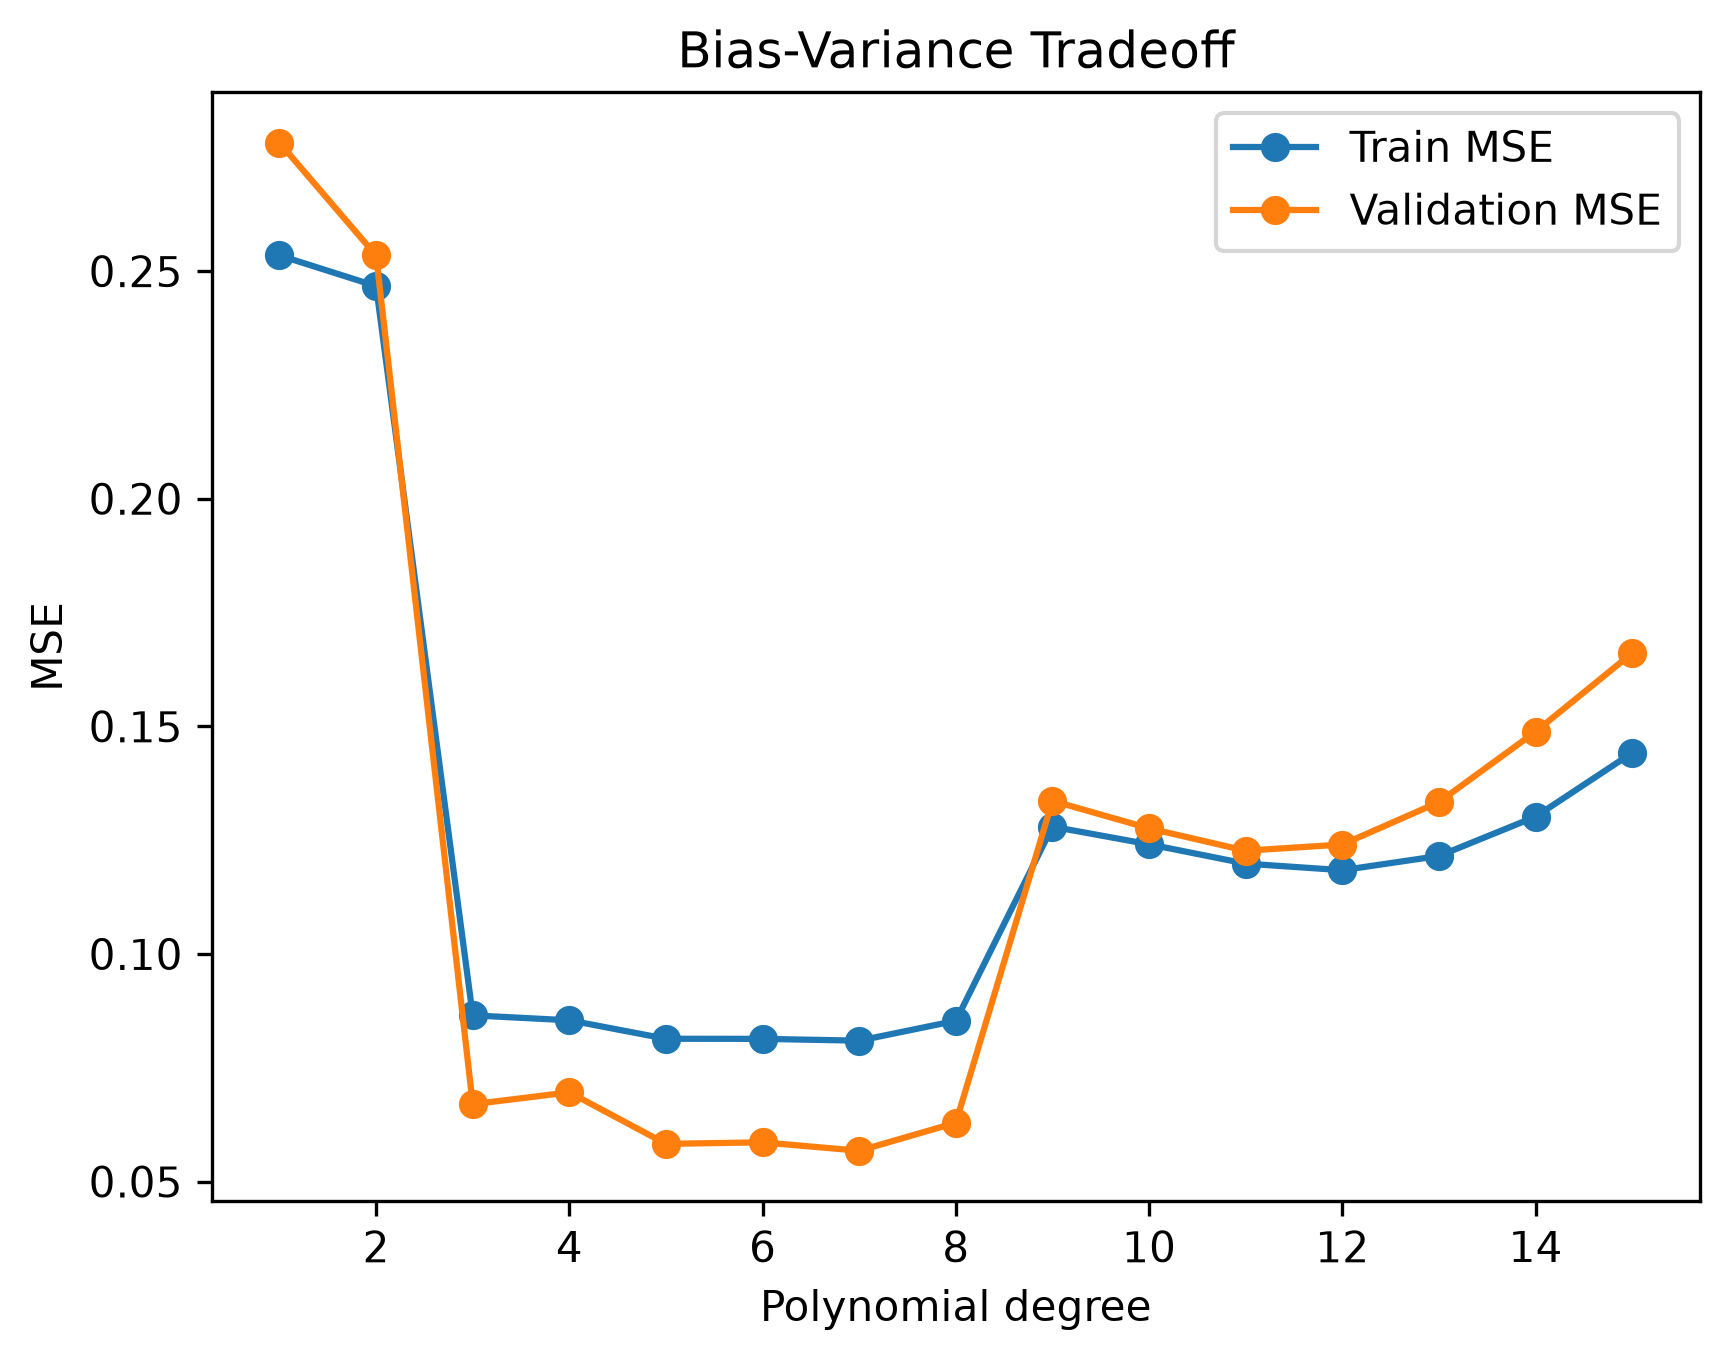 Bias-Variance Tradeoff
Train MSE
Validation MSE
0.25
0.20
0.15
0.10
0.05
MSE
2 4 6 8 10 12 14
Polynomial degree